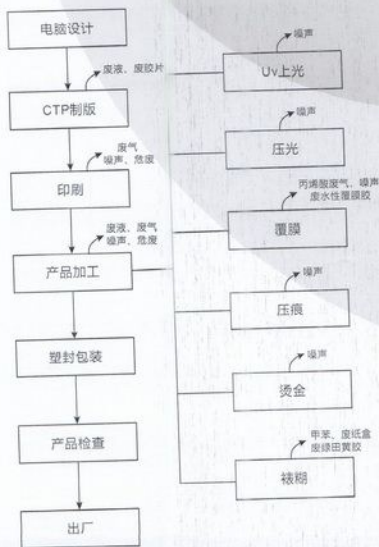 电脑设计
废液、废胶片
CTP制版
废气
噪声、危废
印刷
废液、废气
噪声、危废
产品加工
塑封包装
产品检查
出厂
噪声
Uv上光
噪声
压光
丙烯酸废气、噪声
废水性覆膜胶
覆膜
噪声
压痕
噪声
烫金
甲苯、废纸盒
废绿田黄胶
裱糊